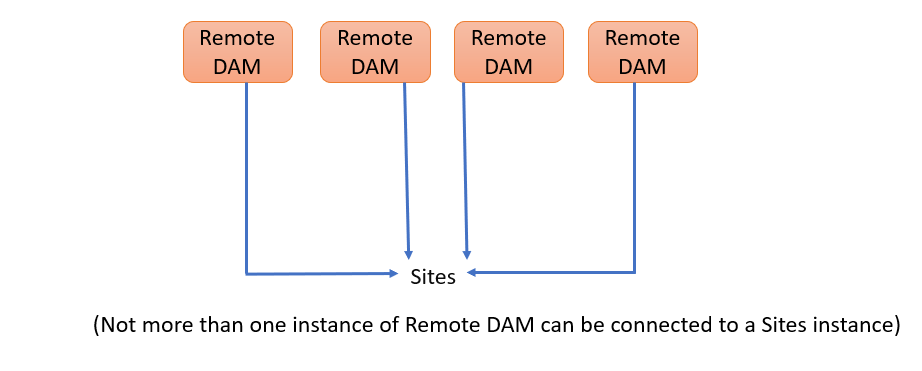 Remote
DAM
Remote
DAM
Remote
DAM
Remote
DAM
Sites
(Not more than one instance of Remote DAM can be connected to a Sites instance)